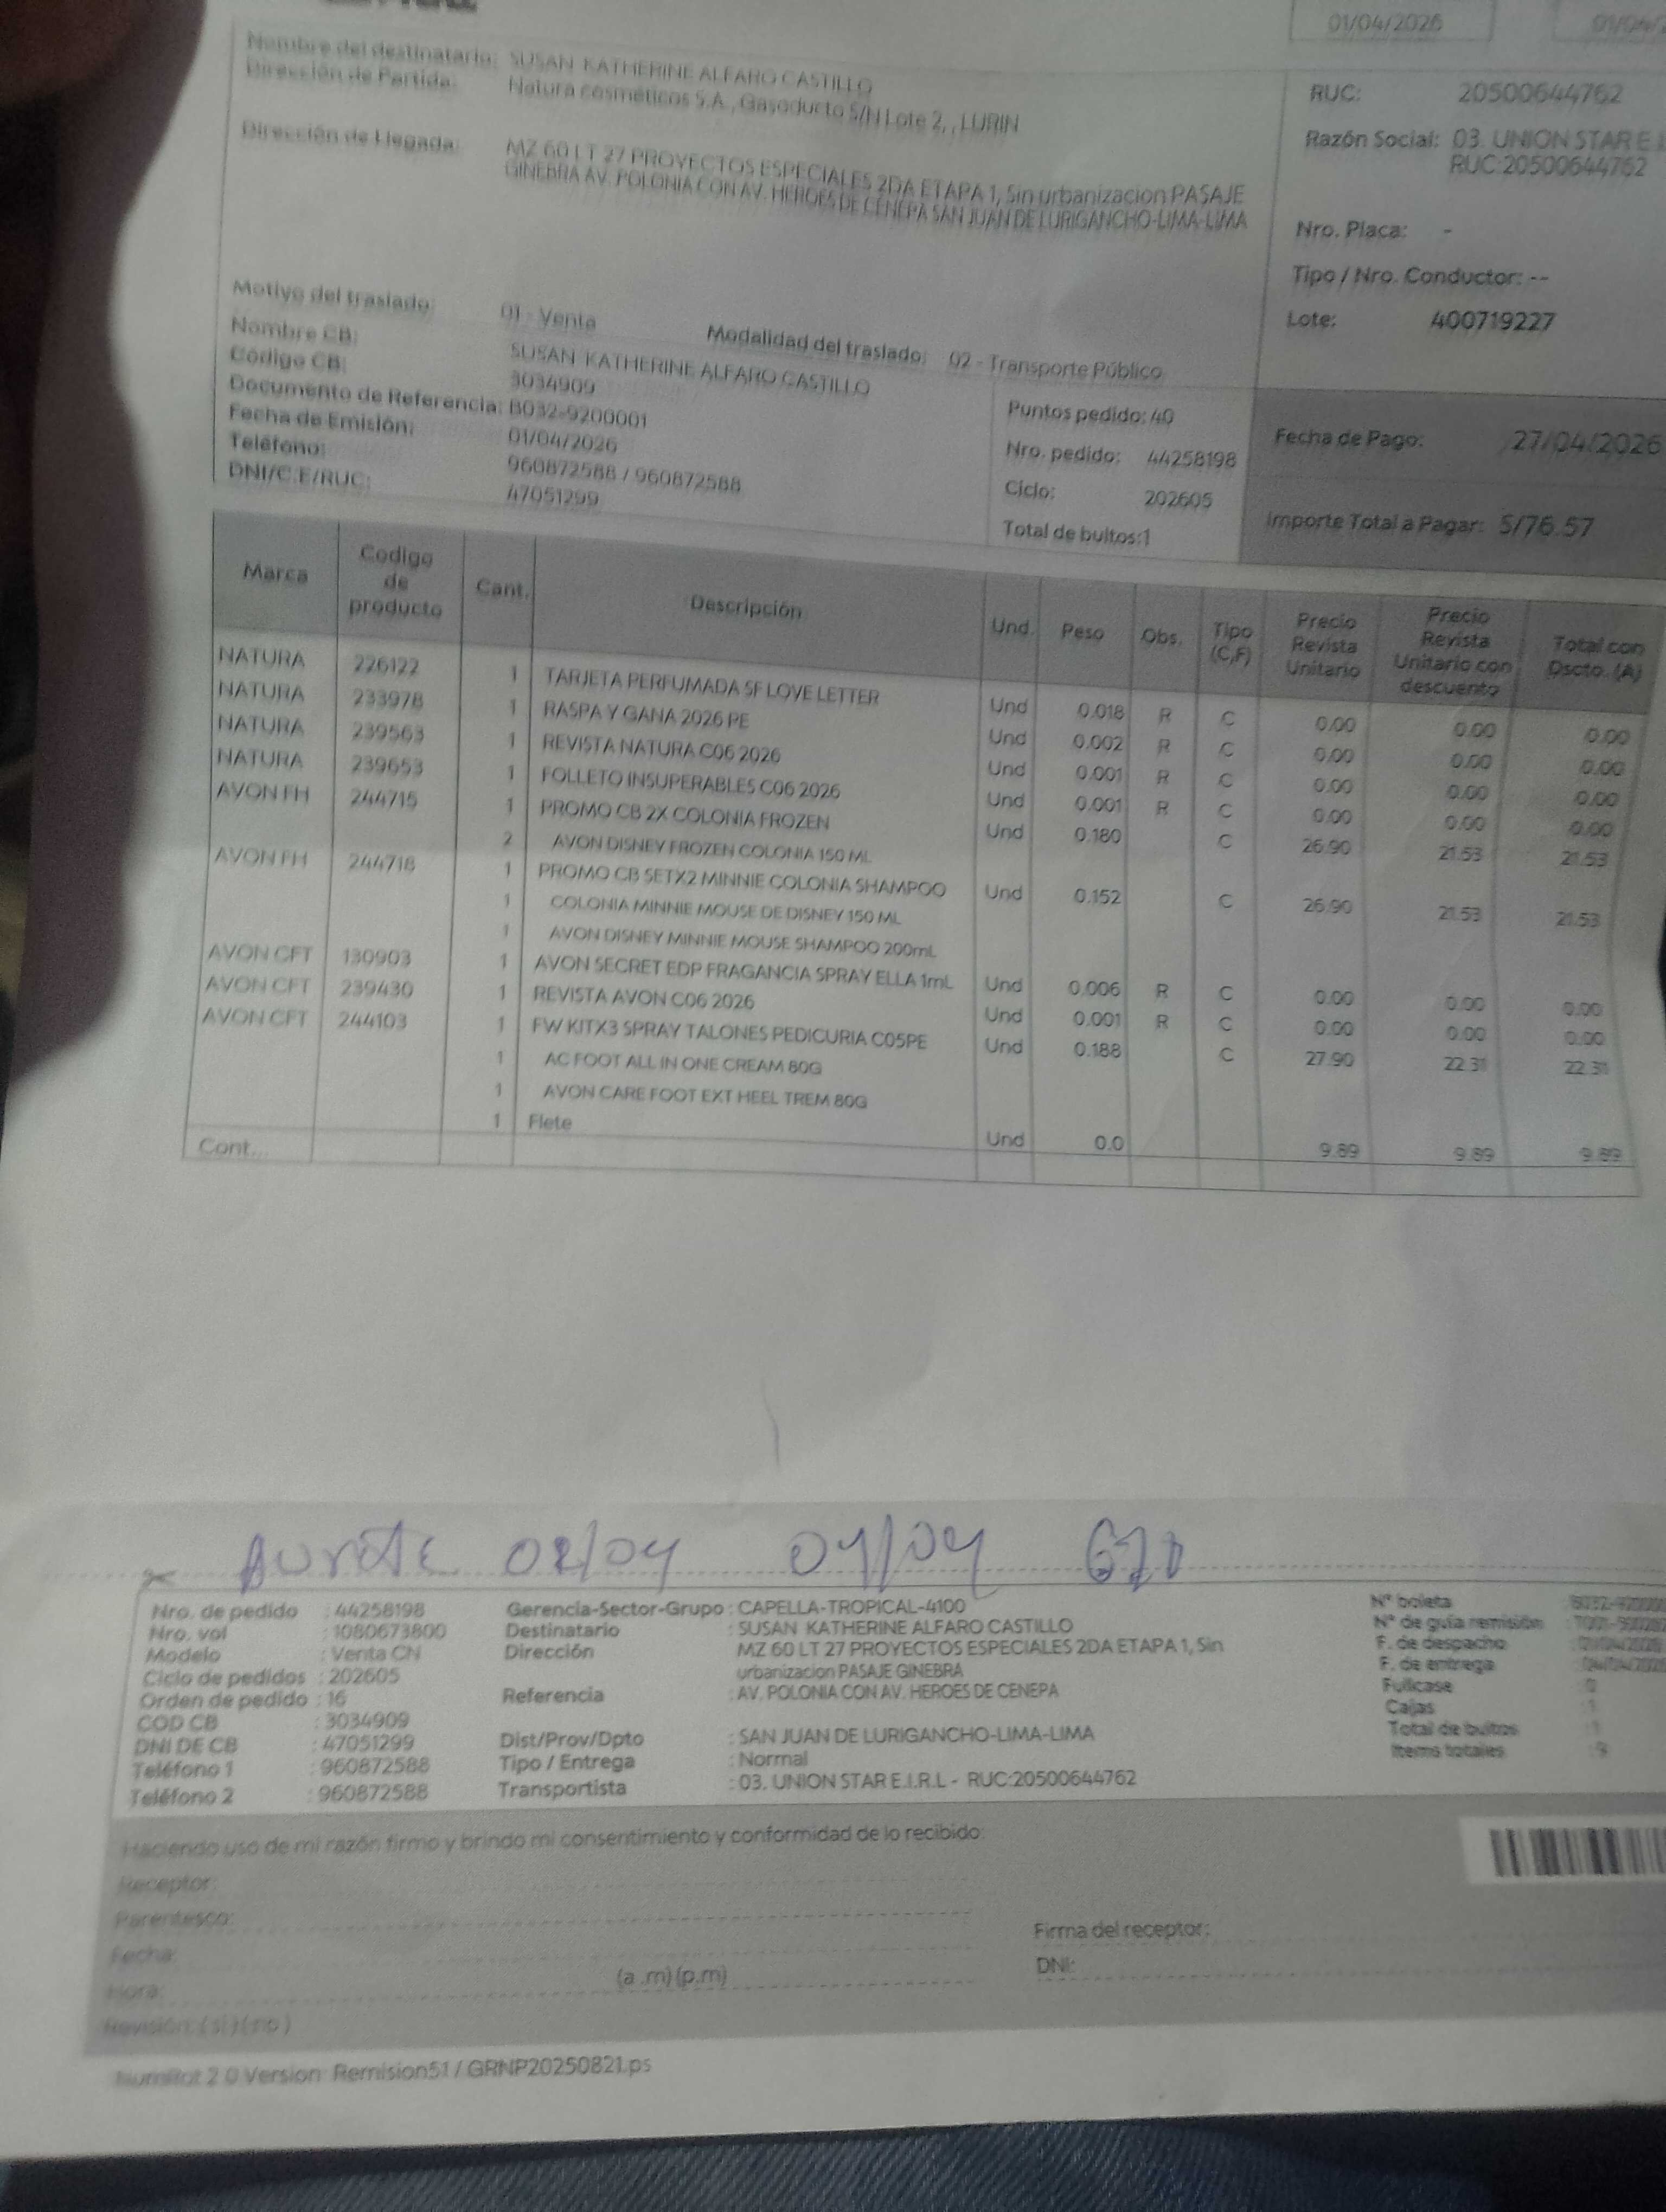 01/04/2026
Nombre del destinatario: SUSAN KATHERINE ALFARO CASTILLO
Dirección de Partida: Natura cosmeticos S.A., Gasoducto S/N Lote 2, , LURIN
Dirección de Llegada: MZ 60 LT 27 PROYECTOS ESPECIALES 2DA ETAPA 1, Sin urbanizacion PASAJE
GINEBRA AV. POLONIA CON AV. HEROES DE CENEPA SAN JUAN DE LURIGANCHO-LIMA-LIMA
RUC: 20500644762
Razón Social: 03. UNION STAR E.I
RUC:20500644762
Nro. Placa: -
Tipo / Nro. Conductor: --
Lote: 400719227
Motivo del traslado: 01 - Venta Modalidad del traslado: 02 - Transporte Público
Nombre CB: SUSAN KATHERINE ALFARO CASTILLO
Código CB: 3034909
Documento de Referencia: B032-9200001
Fecha de Emisión: 01/04/2026
Teléfono: 960872588 / 960872588
DNI/C.E/RUC: 47051299
Puntos pedido: 40
Nro. pedido: 44258198
Ciclo: 202605
Total de bultos:1
Fecha de Pago: 27/04/2026
Importe Total a Pagar: S/76.57
Marca Codigo de producto Cant. Descripción Und. Peso Obs. Tipo (C,F) Precio Revista Unitario Precio Revista Unitario con descuento Total con Dscto. (A)
NATURA 226122 1 TARJETA PERFUMADA SF LOVE LETTER Und 0.018 R C 0.00 0.00 0.00
NATURA 233978 1 RASPA Y GANA 2026 PE Und 0.002 R C 0.00 0.00 0.00
NATURA 239563 1 REVISTA NATURA C06 2026 Und 0.001 R C 0.00 0.00 0.00
NATURA 239653 1 FOLLETO INSUPERABLES C06 2026 Und 0.001 R C 0.00 0.00 0.00
AVON FH 244715 1 PROMO CB 2X COLONIA FROZEN Und 0.180 C 26.90 21.53 21.53
2 AVON DISNEY FROZEN COLONIA 150 ML
AVON FH 244718 1 PROMO CB SETX2 MINNIE COLONIA SHAMPOO Und 0.152 C 26.90 21.53 21.53
1 COLONIA MINNIE MOUSE DE DISNEY 150 ML
1 AVON DISNEY MINNIE MOUSE SHAMPOO 200mL
AVON CFT 130903 1 AVON SECRET EDP FRAGANCIA SPRAY ELLA 1mL Und 0.006 R C 0.00 0.00 0.00
AVON CFT 239430 1 REVISTA AVON C06 2026 Und 0.001 R C 0.00 0.00 0.00
AVON CFT 244103 1 FW KITX3 SPRAY TALONES PEDICURIA C05PE Und 0.188 C 27.90 22.31 22.31
1 AC FOOT ALL IN ONE CREAM 80G
1 AVON CARE FOOT EXT HEEL TREM 80G
1 Flete Und 0.0 9.89 9.89 9.89
Cont...
02/04 04/04
Nro. de pedido : 44258198
Nro. vol : 1080673800
Modelo : Venta CN
Ciclo de pedidos : 202605
Orden de pedido : 16
COD CB : 3034909
DNI DE CB : 47051299
Teléfono 1 : 960872588
Teléfono 2 : 960872588
Gerencia-Sector-Grupo : CAPELLA-TROPICAL-4100
Destinatario : SUSAN KATHERINE ALFARO CASTILLO
Dirección MZ 60 LT 27 PROYECTOS ESPECIALES 2DA ETAPA 1, Sin
urbanizacion PASAJE GINEBRA
Referencia : AV. POLONIA CON AV. HEROES DE CENEPA
Dist/Prov/Dpto : SAN JUAN DE LURIGANCHO-LIMA-LIMA
Tipo / Entrega : Normal
Transportista : 03. UNION STAR E.I.R.L - RUC:20500644762
N° boleta
N° de guía remisión
F. de despacho
F. de entrega
Fullcase : 0
Cajas : 1
Total de bultos : 1
Items totales : 9
Haciendo uso de mi razón firmo y brindo mi consentimiento y conformidad de lo recibido:
Receptor:
Parentesco:
Fecha:
Hora: (a .m) (p.m)
Revisión: ( si ) ( no )
Firma del receptor:
DNI:
NumRot 2.0 Version: Remision51 / GRNP20250821.ps